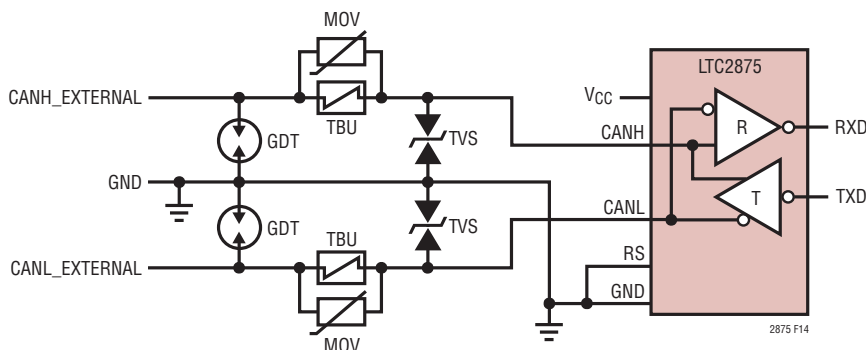 MOV
LTC2875
CANH_EXTERNAL
VCC
TBU
R
RXD
GDT
TVS
CANH
GND
T
TXD
CANL
GDT
TBU
TVS
CANL_EXTERNAL
RS
GND
MOV
2875 F14